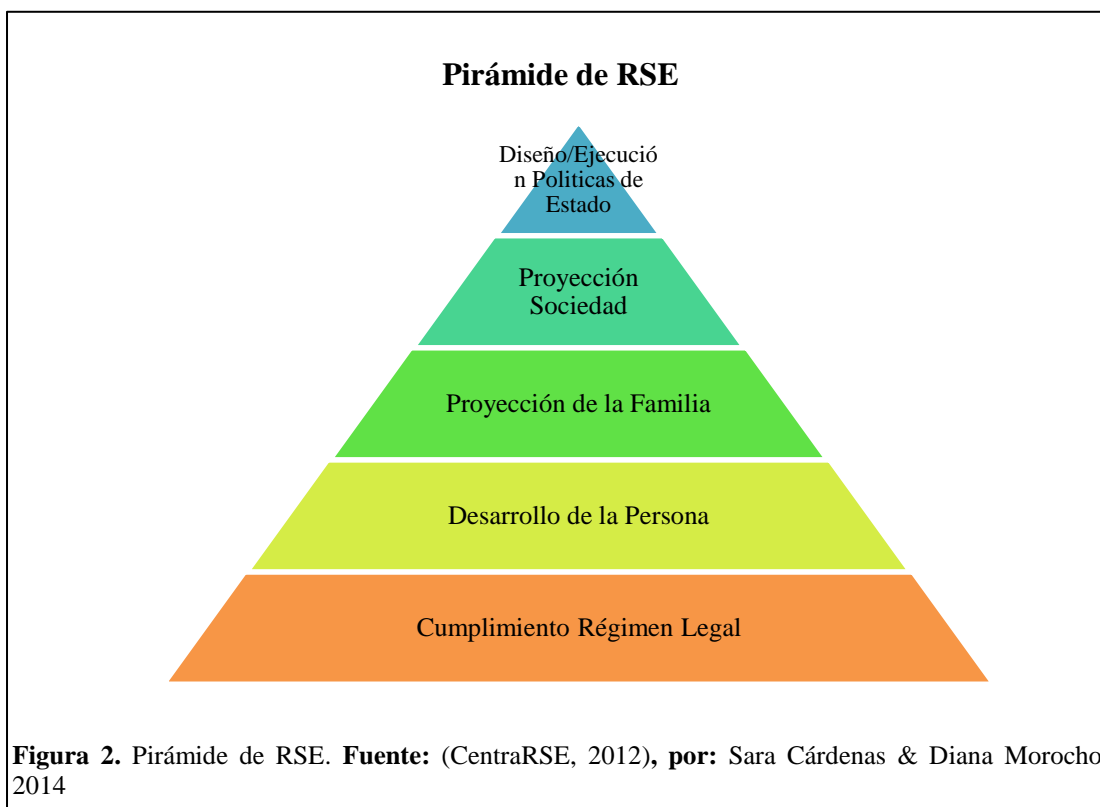 Pirámide de RSE
Diseño/Ejecució
n Politicas de
Estado
Proyección
Sociedad
Proyección de la Familia
Desarrollo de la Persona
Cumplimiento Régimen Legal
Figura 2. Pirámide de RSE. Fuente: (CentraRSE, 2012), por: Sara Cárdenas & Diana Morocho
2014